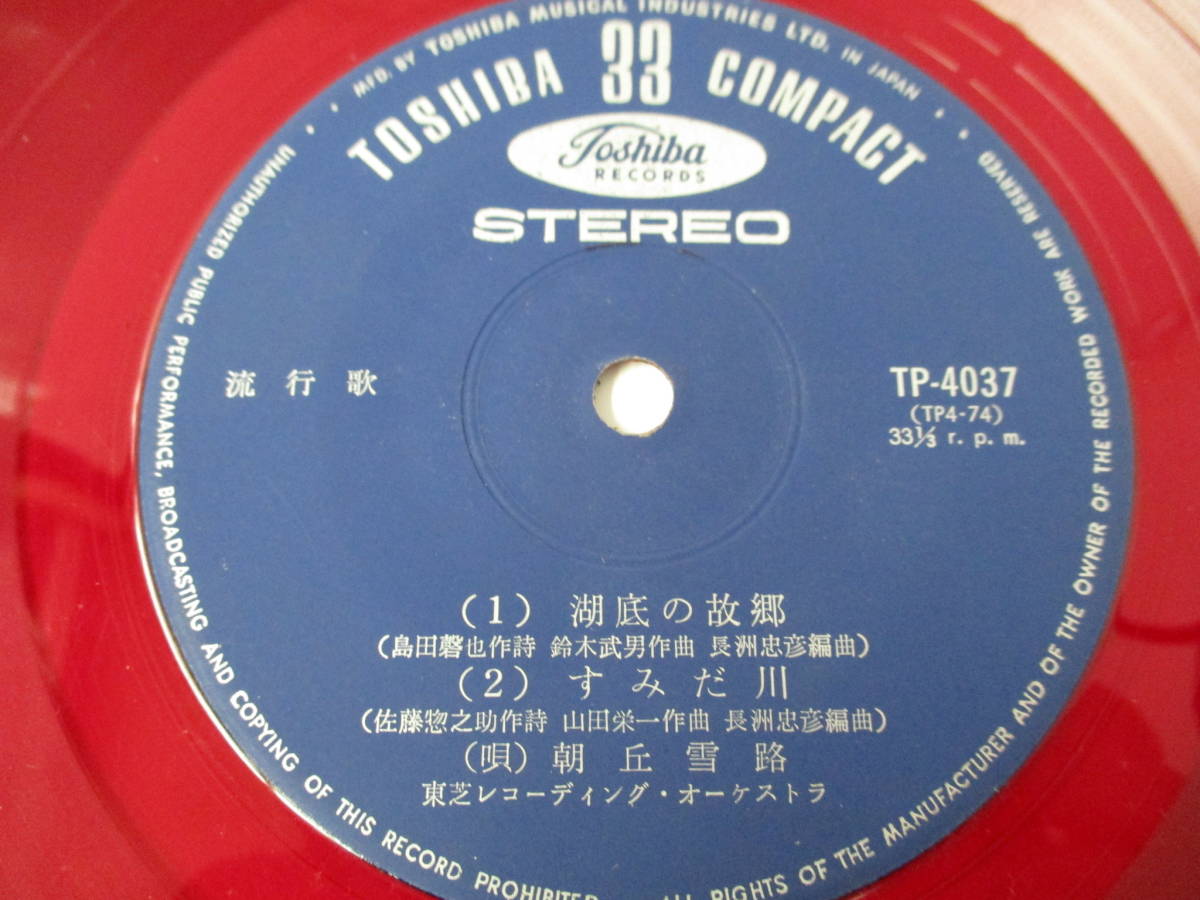 MFD. BY TOSHIBA MUSICAL INDUSTRIES LTD. IN JAPAN
TOSHIBA 33 COMPACT
Toshiba
RECORDS
STEREO
流行歌
TP-4037
(TP4-74)
33⅓ r. p. m.
(1) 湖底の故郷
(島田磬也作詩 鈴木武男作曲 長洲忠彦編曲)
(2) すみだ川
(佐藤惣之助作詩 山田栄一作曲 長洲忠彦編曲)
(唄) 朝丘雪路
東芝レコーディング・オーケストラ
UNAUTHORIZED PUBLIC PERFORMANCE, BROADCASTING AND COPYING OF THIS RECORD PROHIBITED ALL RIGHTS OF THE MANUFACTURER AND OF THE OWNER OF THE RECORDED WORK ARE RESERVED